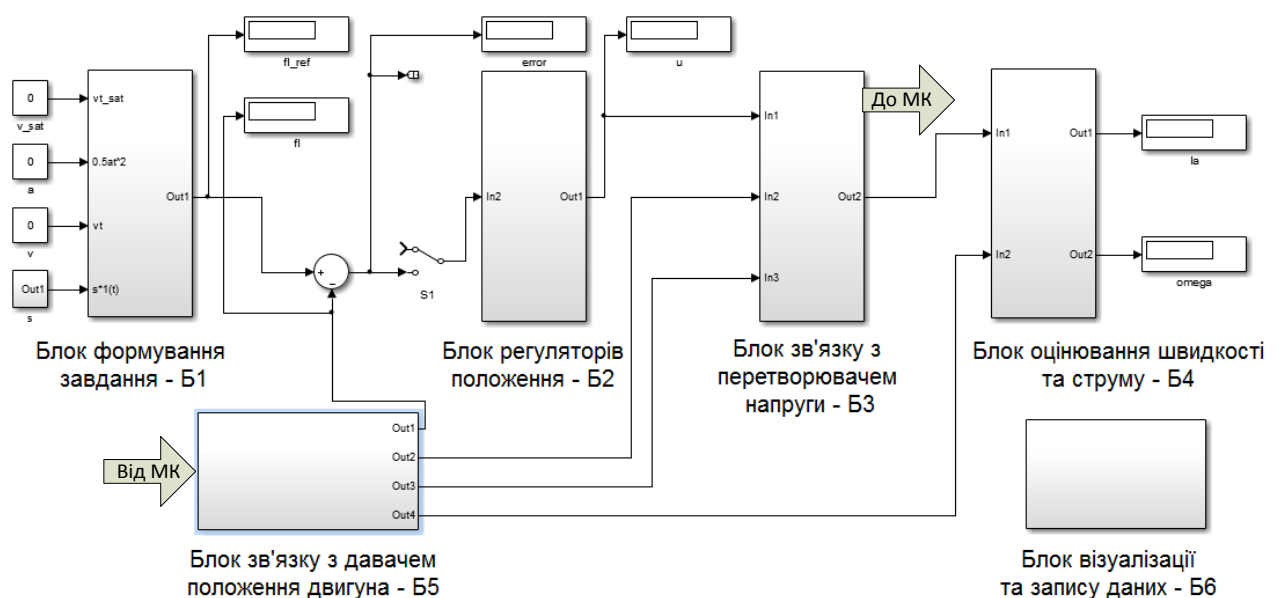 fl_ref
error
u
До МК
0
v_sat
vt_sat
0
a
0.5at^2
0
v
vt
Out1
s
s*1(t)
Out1
fl
+
−
S1
In2
Out1
In1
In2
In3
Out2
In1
In2
Out1
Out2
Ia
omega
Блок формування
завдання - Б1
Блок регуляторів
положення - Б2
Блок зв'язку з
перетворювачем
напруги - Б3
Блок оцінювання швидкості
та струму - Б4
Від МК
Out1
Out2
Out3
Out4
Блок зв'язку з давачем
положення двигуна - Б5
Блок візуалізації
та запису даних - Б6